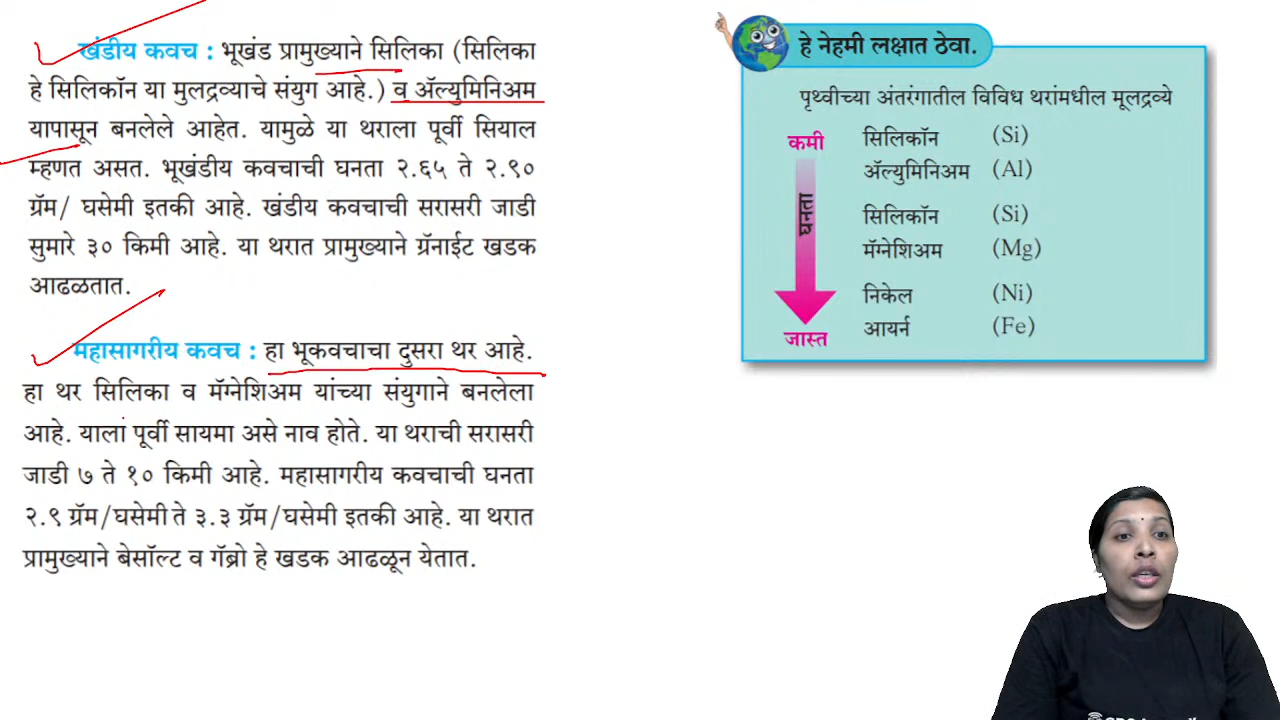 खंडीय कवच : भूखंड प्रामुख्याने सिलिका (सिलिका
हे सिलिकॉन या मुलद्रव्याचे संयुग आहे.) व ॲल्युमिनिअम
यापासून बनलेले आहेत. यामुळे या थराला पूर्वी सियाल
म्हणत असत. भूखंडीय कवचाची घनता २.६५ ते २.९०
ग्रॅम/ घसेमी इतकी आहे. खंडीय कवचाची सरासरी जाडी
सुमारे ३० किमी आहे. या थरात प्रामुख्याने ग्रॅनाईट खडक
आढळतात.
महासागरीय कवच : हा भूकवचाचा दुसरा थर आहे.
हा थर सिलिका व मॅग्नेशिअम यांच्या संयुगाने बनलेला
आहे. याला पूर्वी सायमा असे नाव होते. या थराची सरासरी
जाडी ७ ते १० किमी आहे. महासागरीय कवचाची घनता
२.९ ग्रॅम/घसेमी ते ३.३ ग्रॅम/घसेमी इतकी आहे. या थरात
प्रामुख्याने बेसॉल्ट व गॅब्रो हे खडक आढळून येतात.
हे नेहमी लक्षात ठेवा.
पृथ्वीच्या अंतरंगातील विविध थरांमधील मूलद्रव्ये
कमी
घनता
जास्त
सिलिकॉन (Si)
ॲल्युमिनिअम (Al)
सिलिकॉन (Si)
मॅग्नेशिअम (Mg)
निकेल (Ni)
आयर्न (Fe)